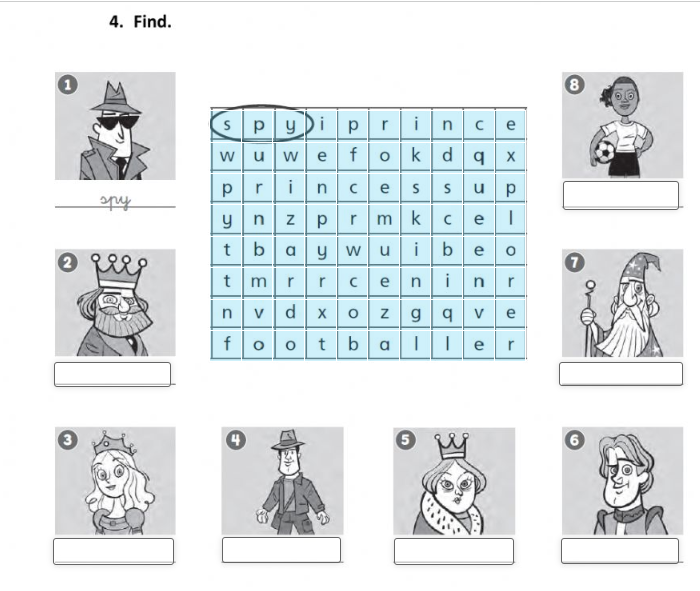 4. Find.
1
8
s p y i p r i n c e
w u w e f o k d q x
p r i n c e s s u p
y n z p r m k c e l
t b a y w u i b e o
t m r r c e n i n r
n v d x o z g q v e
f o o t b a l l e r
spy
2
7
3
4
5
6